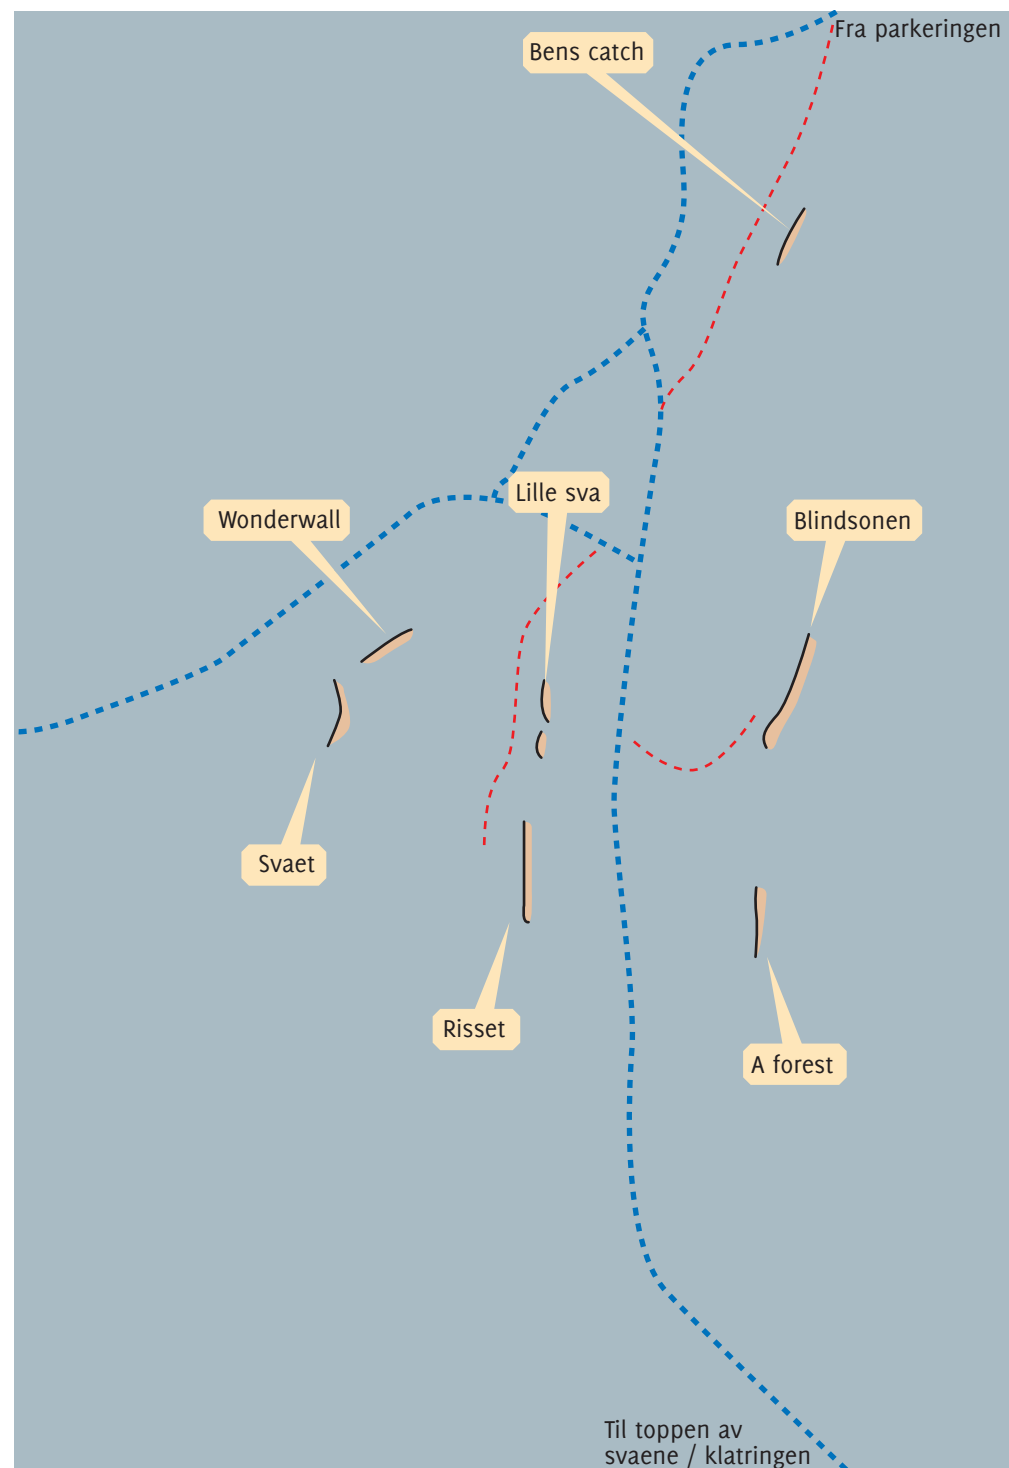 Fra parkeringen
Bens catch
Lille sva
Wonderwall
Blindsonen
Svaet
Risset
A forest
Til toppen av
svaene / klatringen